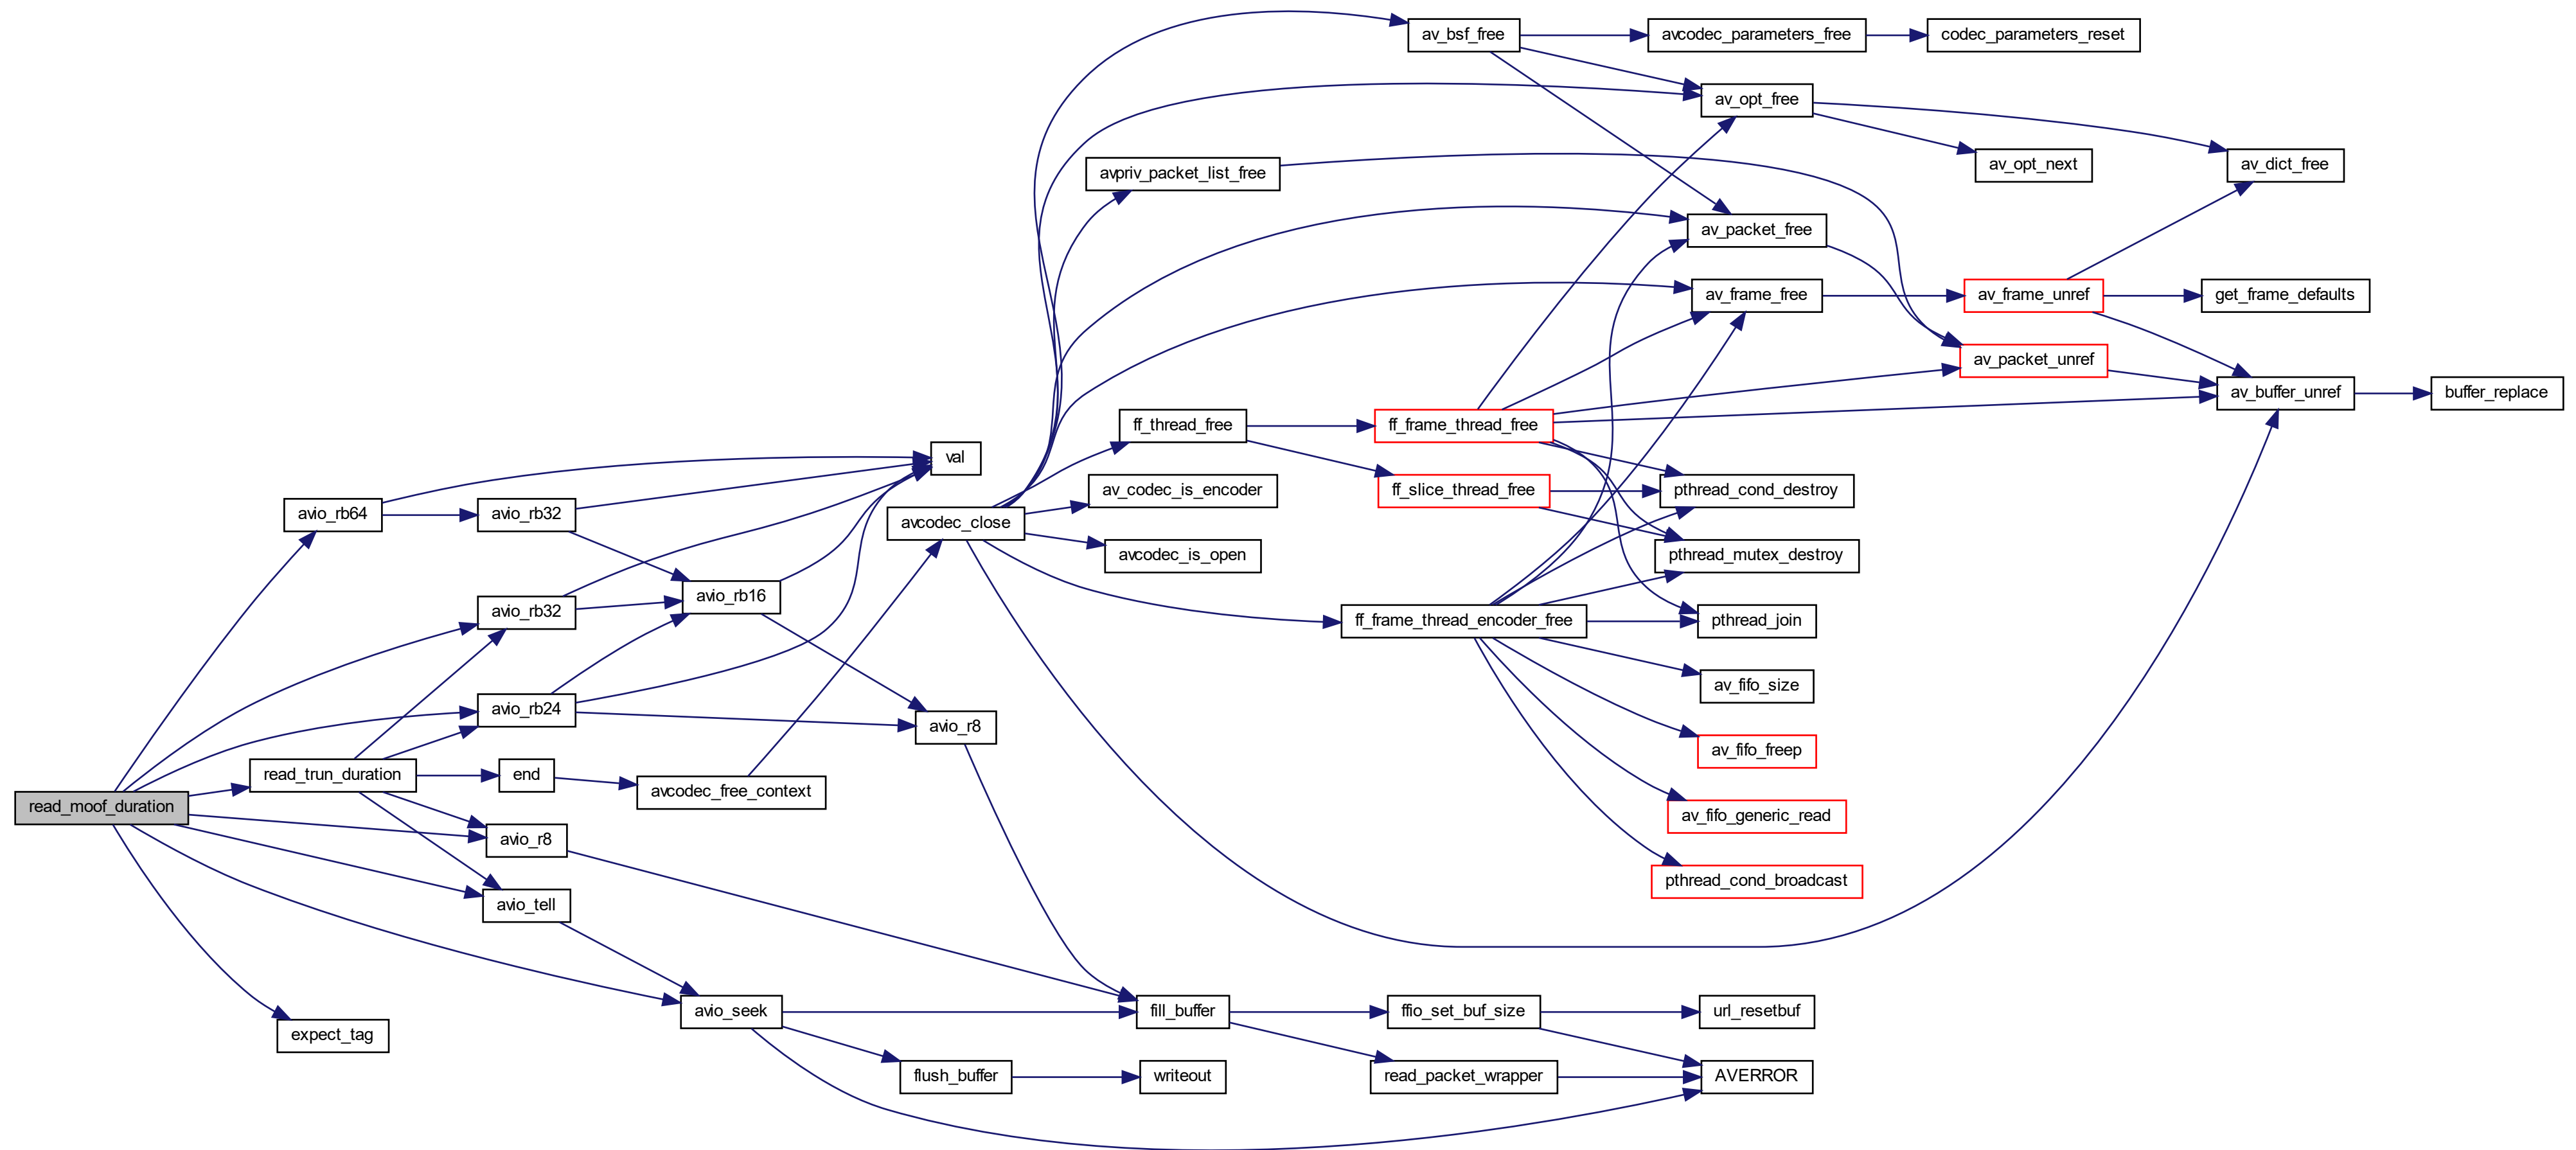 av_bsf_free
avcodec_parameters_free
codec_parameters_reset
av_opt_free
avpriv_packet_list_free
av_opt_next
av_dict_free
av_packet_free
av_frame_free
av_frame_unref
get_frame_defaults
av_packet_unref
av_buffer_unref
buffer_replace
ff_thread_free
ff_frame_thread_free
val
av_codec_is_encoder
ff_slice_thread_free
pthread_cond_destroy
avio_rb64
avio_rb32
avcodec_close
avcodec_is_open
pthread_mutex_destroy
avio_rb32
avio_rb16
ff_frame_thread_encoder_free
pthread_join
av_fifo_size
avio_rb24
avio_r8
av_fifo_freep
read_trun_duration
end
avcodec_free_context
read_moof_duration
av_fifo_generic_read
avio_r8
pthread_cond_broadcast
avio_tell
avio_seek
fill_buffer
ffio_set_buf_size
url_resetbuf
expect_tag
flush_buffer
writeout
read_packet_wrapper
AVERROR